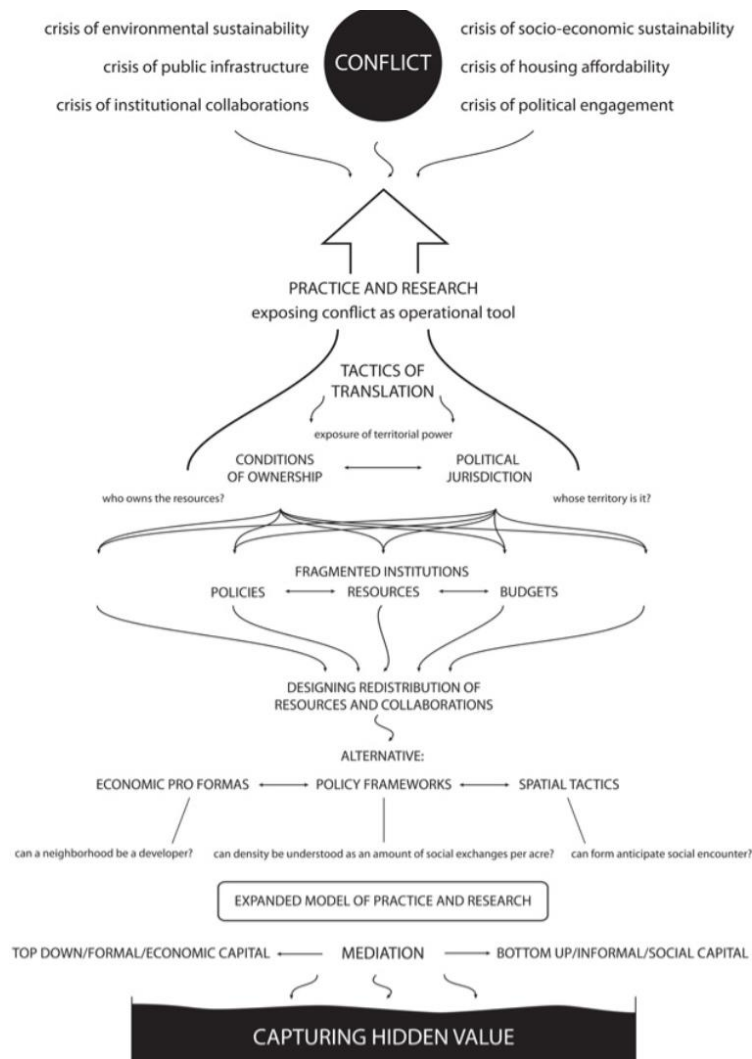 crisis of environmental sustainability
crisis of public infrastructure
crisis of institutional collaborations
CONFLICT
crisis of socio-economic sustainability
crisis of housing affordability
crisis of political engagement
PRACTICE AND RESEARCH
exposing conflict as operational tool
TACTICS OF
TRANSLATION
exposure of territorial power
CONDITIONS
OF OWNERSHIP
POLITICAL
JURISDICTION
who owns the resources?
whose territory is it?
FRAGMENTED INSTITUTIONS
POLICIES
RESOURCES
BUDGETS
DESIGNING REDISTRIBUTION OF
RESOURCES AND COLLABORATIONS
ALTERNATIVE:
ECONOMIC PRO FORMAS
POLICY FRAMEWORKS
SPATIAL TACTICS
can a neighborhood be a developer?
can density be understood as an amount of social exchanges per acre?
can form anticipate social encounter?
EXPANDED MODEL OF PRACTICE AND RESEARCH
TOP DOWN/FORMAL/ECONOMIC CAPITAL
MEDIATION
BOTTOM UP/INFORMAL/SOCIAL CAPITAL
CAPTURING HIDDEN VALUE